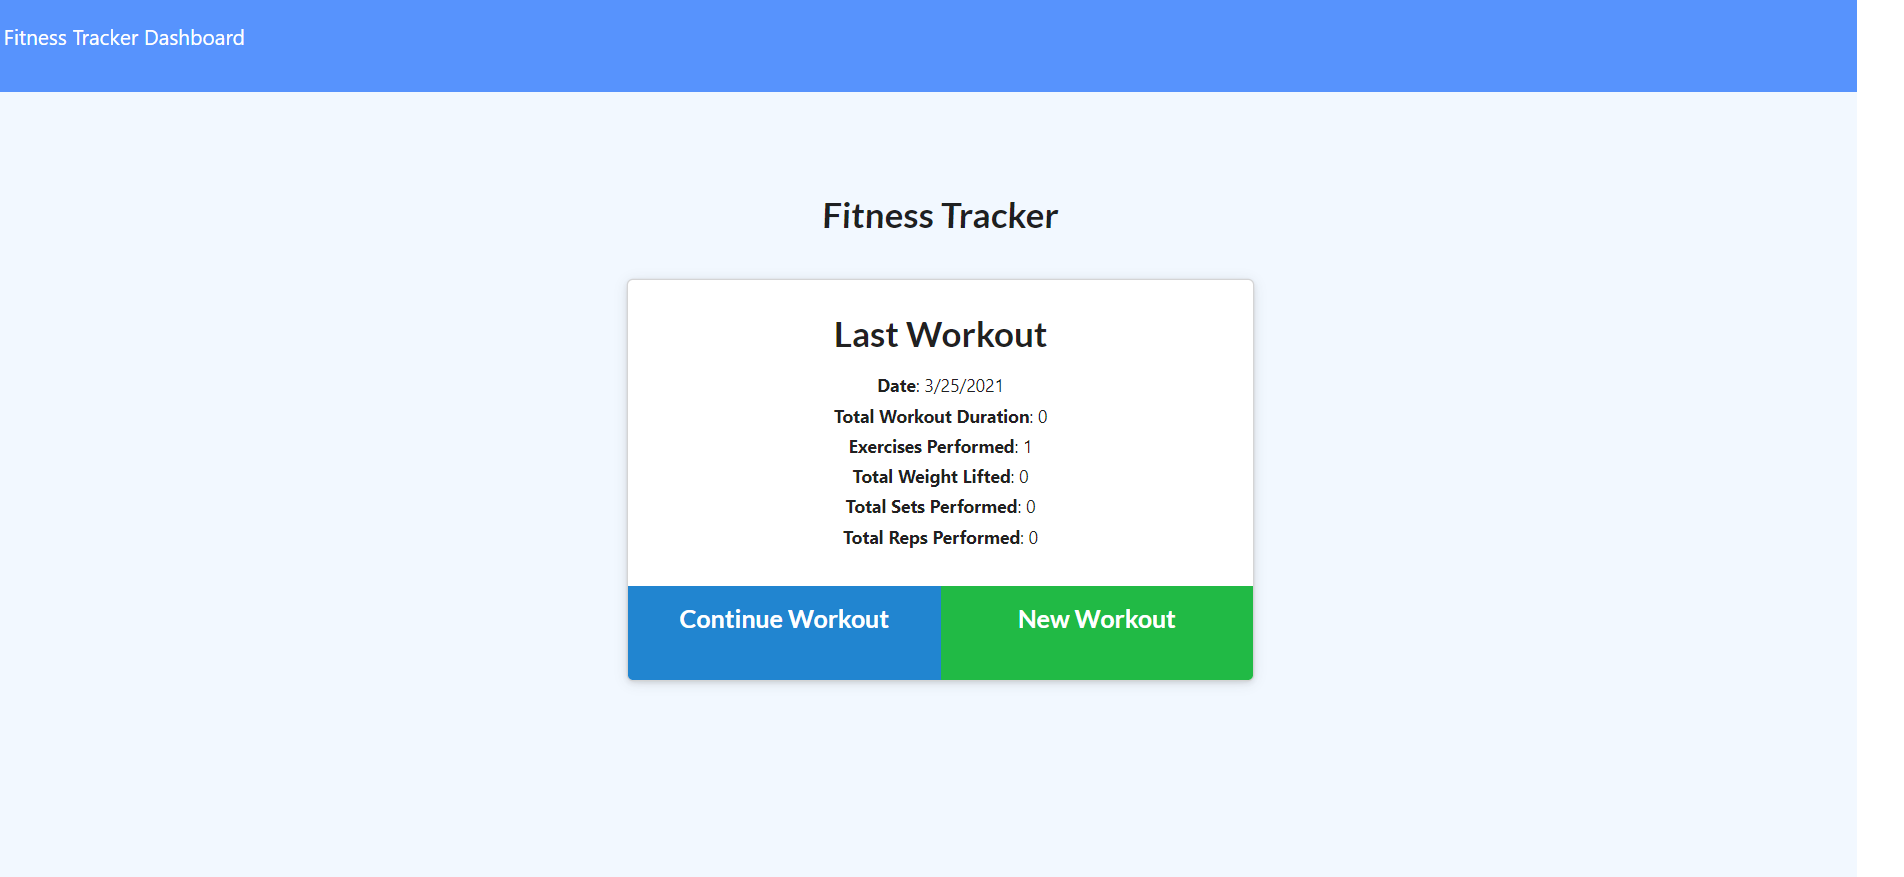 Fitness Tracker Dashboard
Fitness Tracker
Last Workout
Date: 3/25/2021
Total Workout Duration: 0
Exercises Performed: 1
Total Weight Lifted: 0
Total Sets Performed: 0
Total Reps Performed: 0
Continue Workout
New Workout